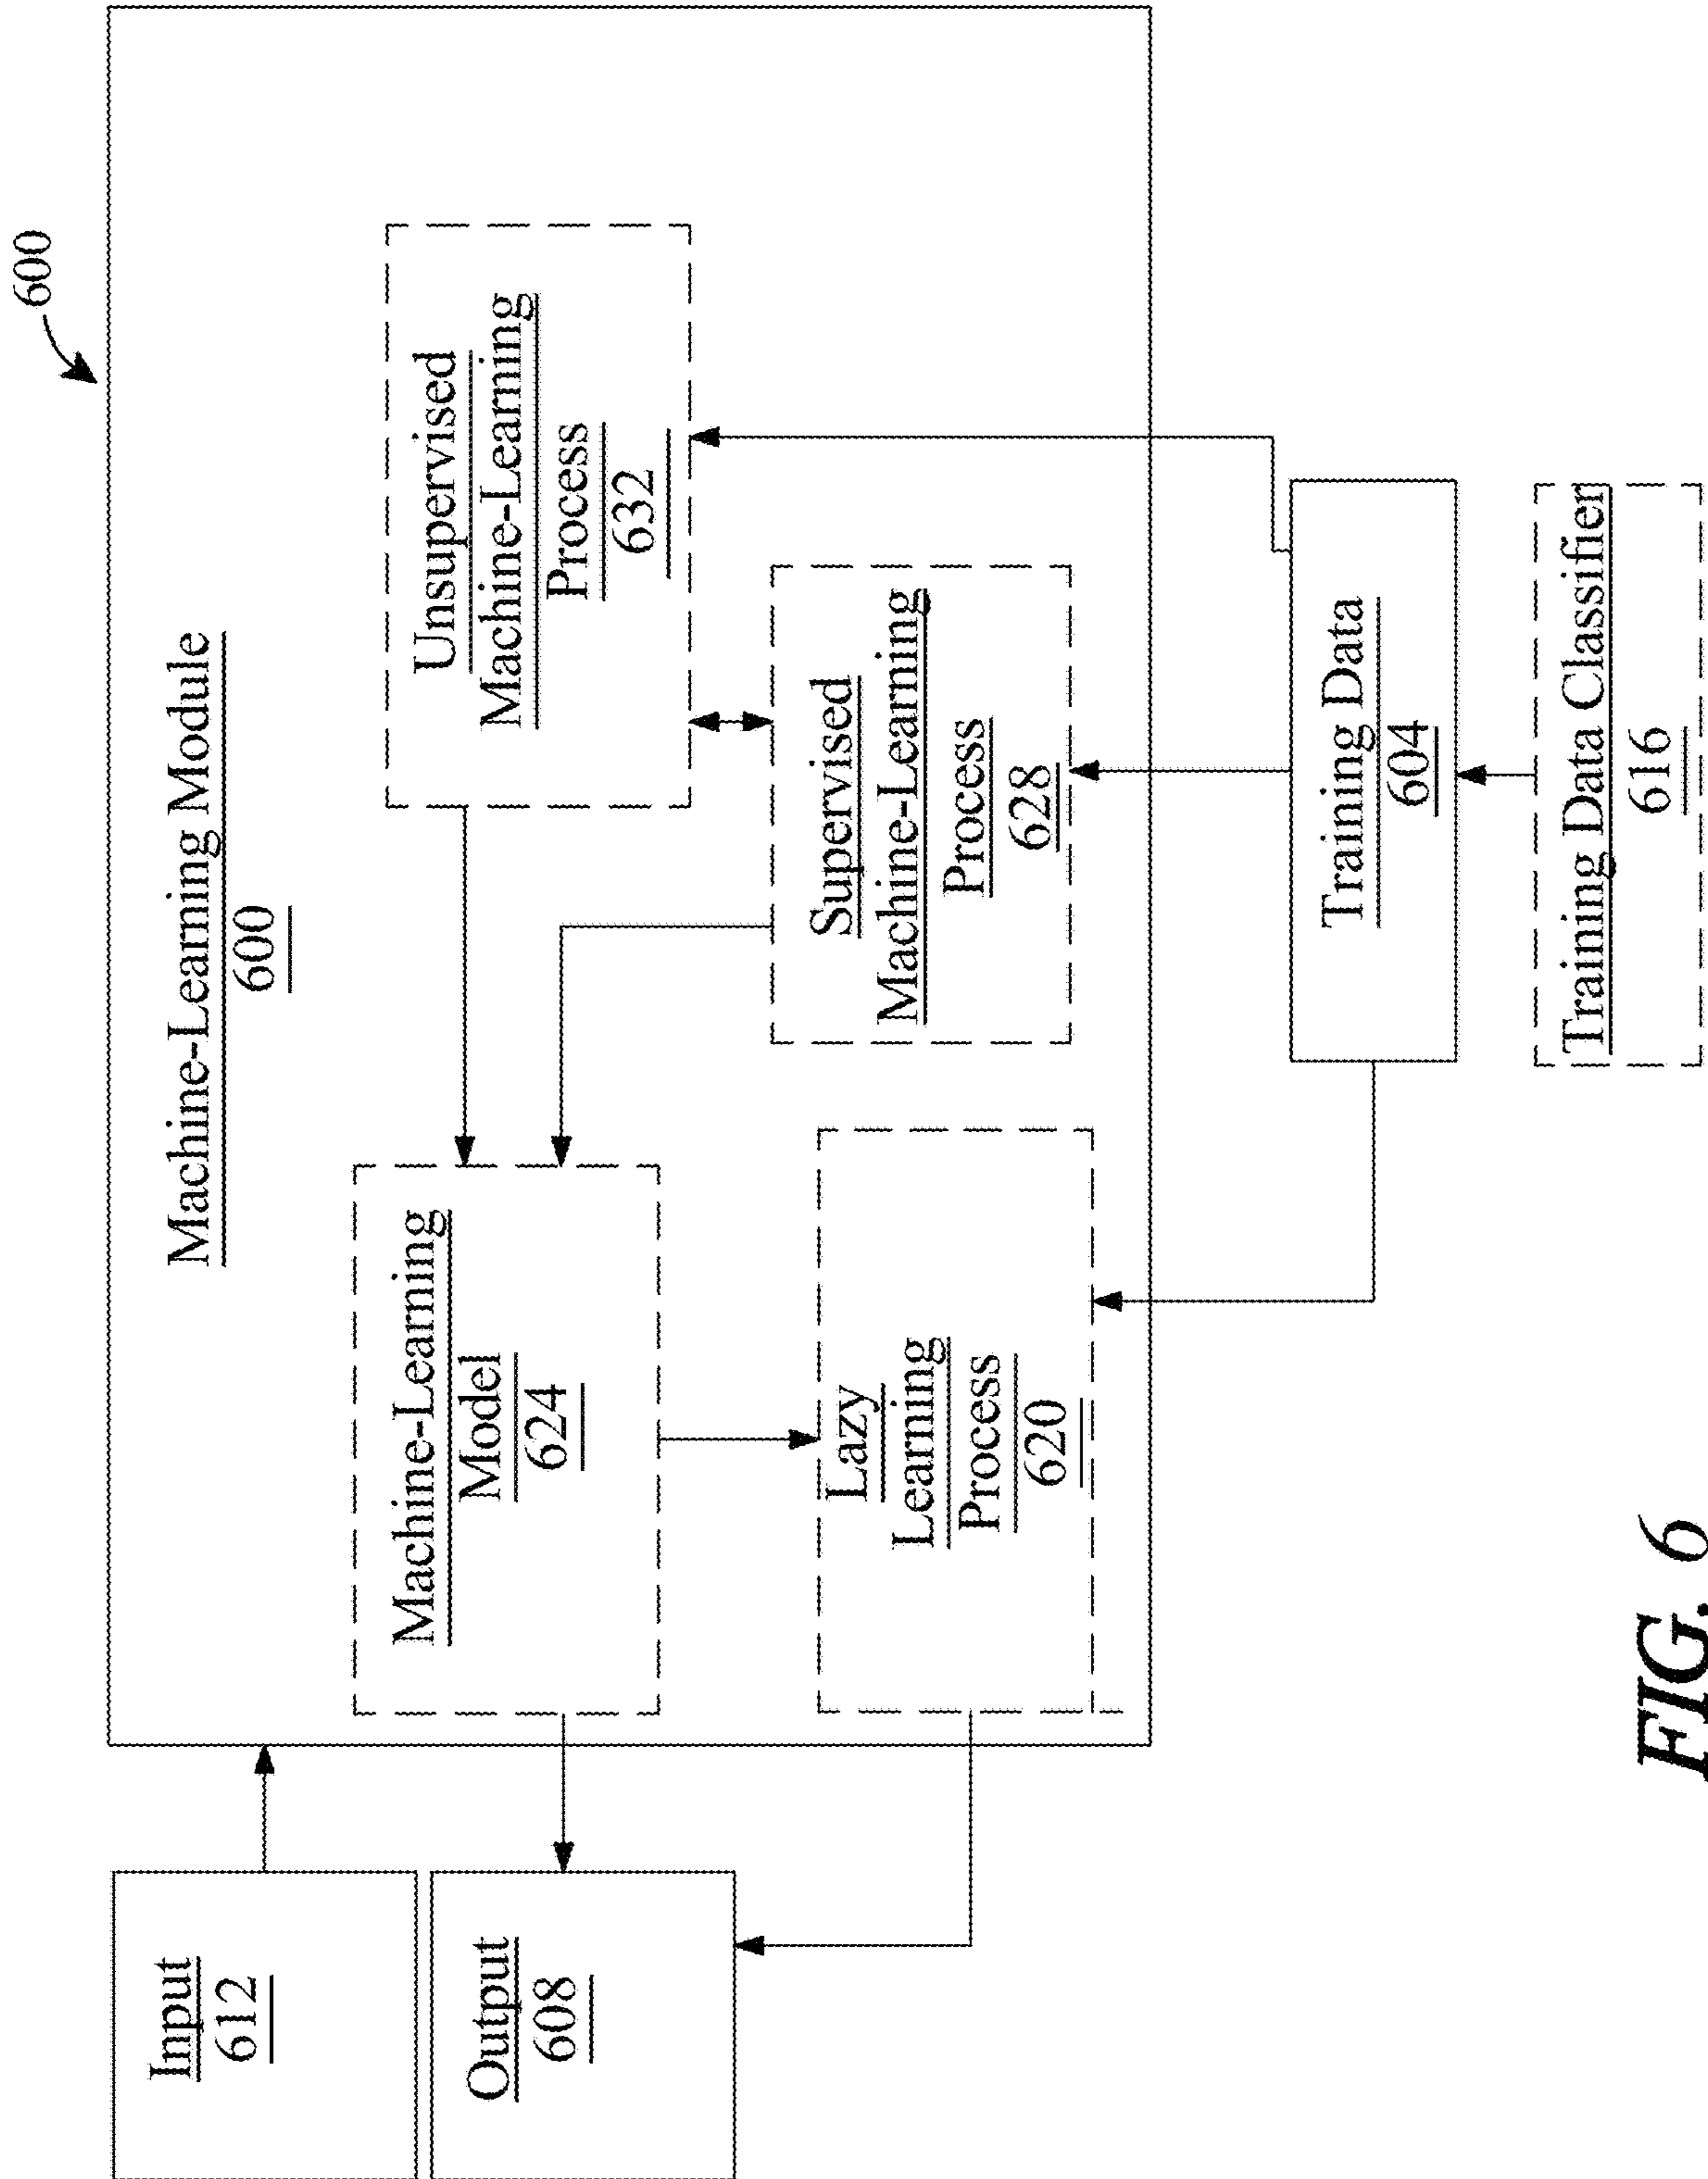 600
Machine-Learning Module
600
Input
612
Output
608
Machine-Learning
Model
624
Unsupervised
Machine-Learning
Process
632
Supervised
Machine-Learning
Process
628
Lazy
Learning
Process
620
Training Data
604
Training Data Classifier
616
FIG. 6